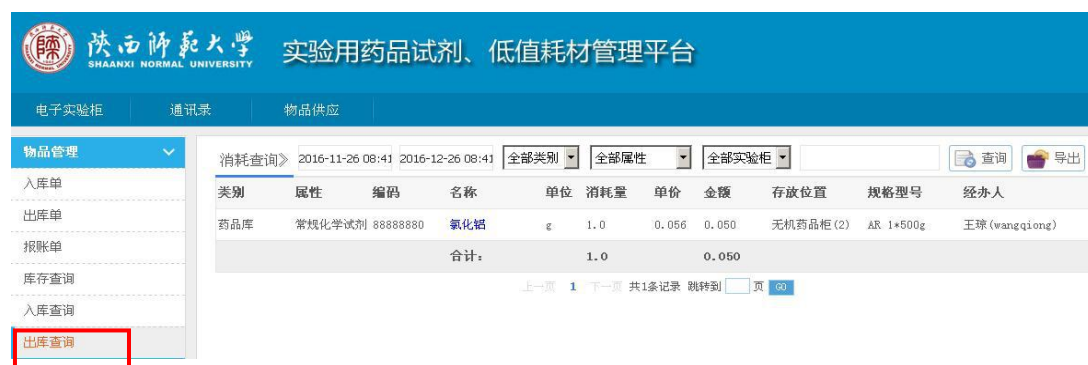 陕西师范大学 实验用药品试剂、低值耗材管理平台
SHAANXI NORMAL UNIVERSITY
电子实验柜 通讯录 物品供应
物品管理
入库单
出库单
报账单
库存查询
入库查询
出库查询
消耗查询》 2016-11-26 08:41 2016-12-26 08:41 全部类别 全部属性 全部实验柜 查询 导出
类别 属性 编码 名称 单位 消耗量 单价 金额 存放位置 规格型号 经办人
药品库 常规化学试剂 88888880 氯化铝 g 1.0 0.056 0.050 无机药品柜(2) AR 1*500g 王琼(wangqiong)
合计: 1.0 0.050
上一页 1 下一页 共1条记录 跳转到 页 GO